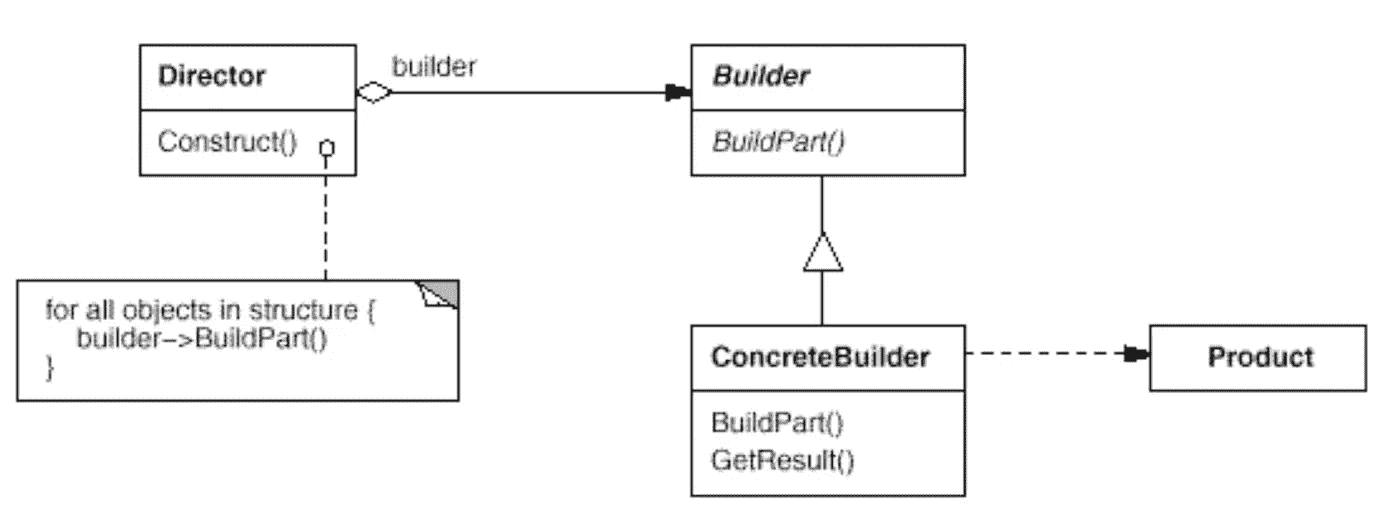 Director
Construct()
builder
Builder
BuildPart()
for all objects in structure {
builder–>BuildPart()
}
ConcreteBuilder
BuildPart()
GetResult()
Product